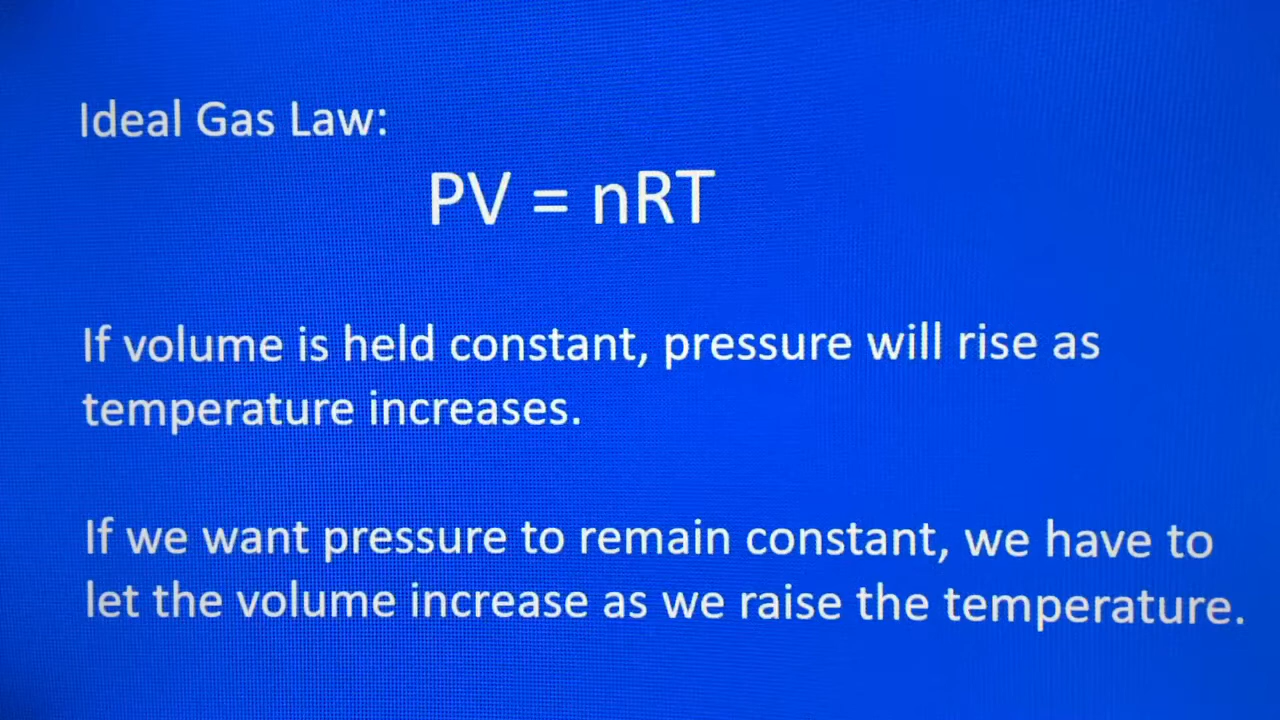 Ideal Gas Law:
PV = nRT
If volume is held constant, pressure will rise as
temperature increases.
If we want pressure to remain constant, we have to
let the volume increase as we raise the temperature.